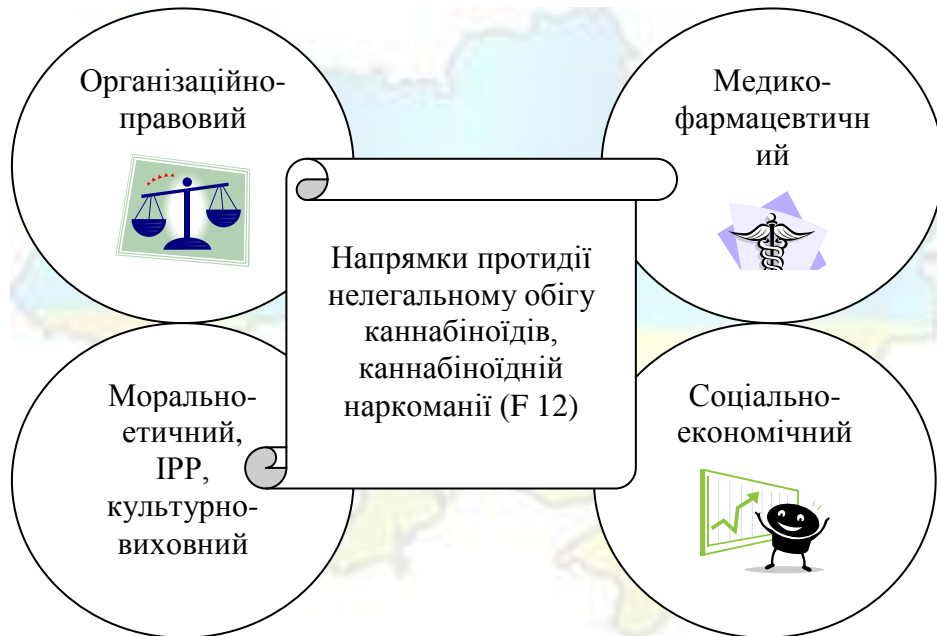 Організаційно-
правовий
Медико-
фармацевтичн
ий
Напрямки протидії
нелегальному обігу
каннабіноїдів,
каннабіноїдній
наркоманії (F 12)
Морально-
етичний,
ІРР,
культурно-
виховний
Соціально-
економічний